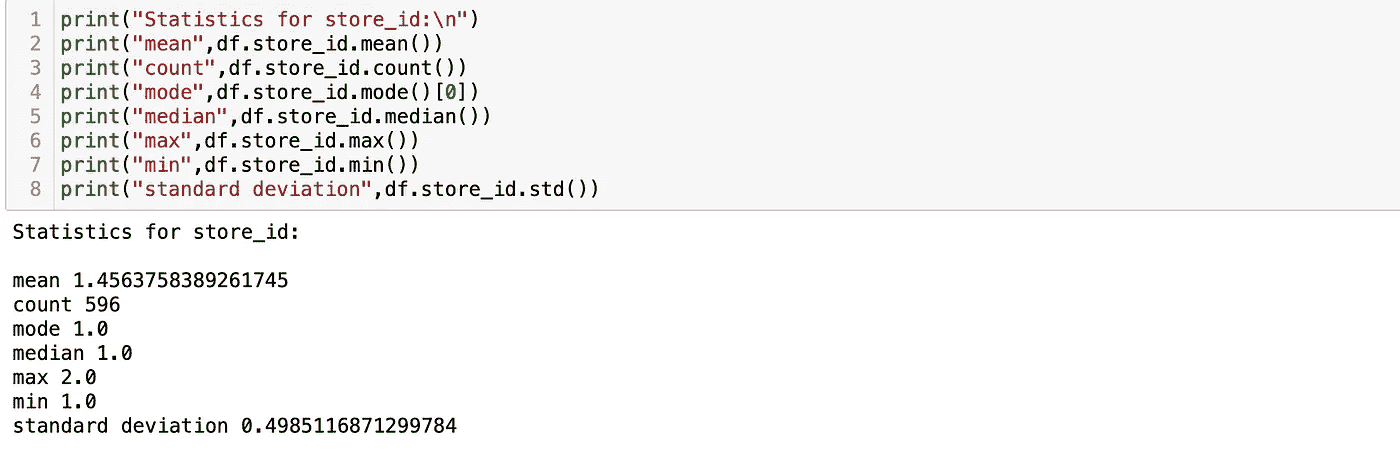 1 print("Statistics for store_id:\n")
2 print("mean",df.store_id.mean())
3 print("count",df.store_id.count())
4 print("mode",df.store_id.mode()[0])
5 print("median",df.store_id.median())
6 print("max",df.store_id.max())
7 print("min",df.store_id.min())
8 print("standard deviation",df.store_id.std())
Statistics for store_id:
mean 1.4563758389261745
count 596
mode 1.0
median 1.0
max 2.0
min 1.0
standard deviation 0.4985116871299784